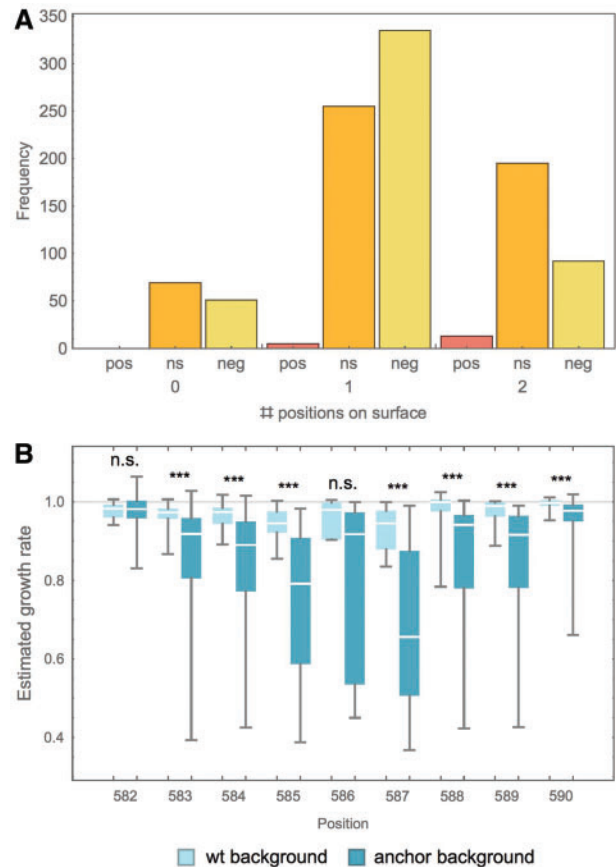 A
350
300
250
200
150
100
50
0
Frequency
pos ns neg pos ns neg pos ns neg
0 1 2
# positions on surface
B
n.s. *** *** *** n.s. *** *** *** ***
1.0
0.8
0.6
0.4
Estimated growth rate
582 583 584 585 586 587 588 589 590
Position
wt background anchor background